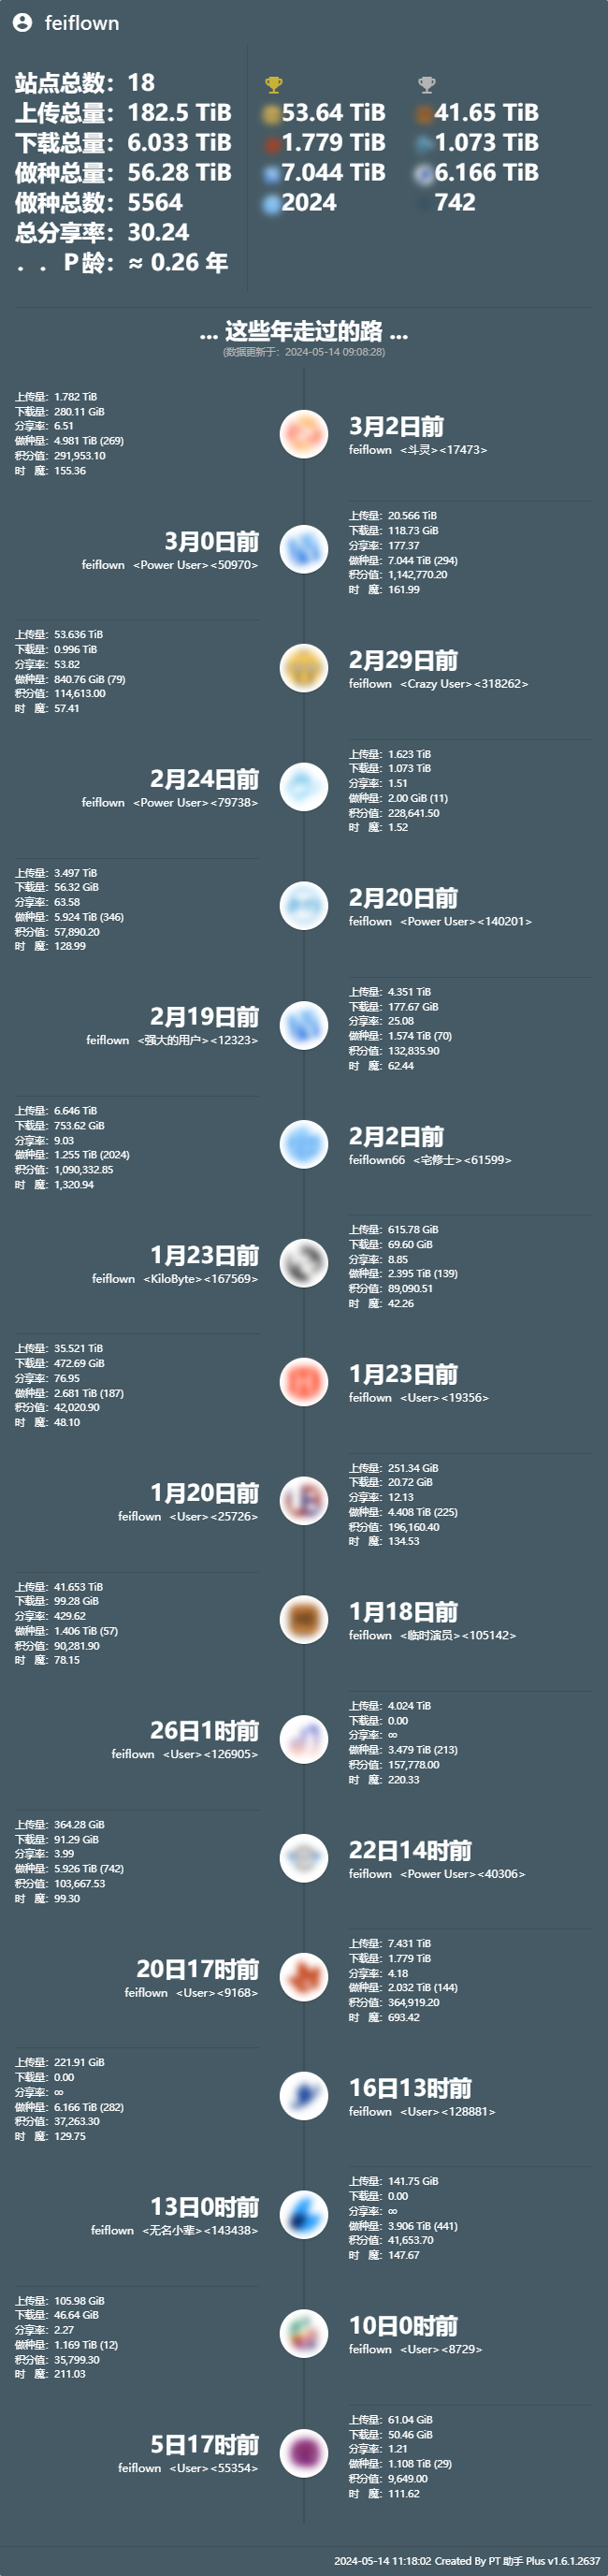 feiflown
站点总数：18
上传总量：182.5 TiB
下载总量：6.033 TiB
做种总量：56.28 TiB
做种总数：5564
总分享率：30.24
．．P龄：≈ 0.26 年
53.64 TiB
1.779 TiB
7.044 TiB
2024
41.65 TiB
1.073 TiB
6.166 TiB
742
... 这些年走过的路 ...
(数据更新于：2024-05-14 09:08:28)
上传量：1.782 TiB
下载量：280.11 GiB
分享率：6.51
做种量：4.981 TiB (269)
积分值：291,953.10
时　魔：155.36
3月2日前
feiflown <斗灵><17473>
3月0日前
feiflown <Power User><50970>
上传量：20.566 TiB
下载量：118.73 GiB
分享率：177.37
做种量：7.044 TiB (294)
积分值：1,142,770.20
时　魔：161.99
上传量：53.636 TiB
下载量：0.996 TiB
分享率：53.82
做种量：840.76 GiB (79)
积分值：114,613.00
时　魔：57.41
2月29日前
feiflown <Crazy User><318262>
2月24日前
feiflown <Power User><79738>
上传量：1.623 TiB
下载量：1.073 TiB
分享率：1.51
做种量：2.00 GiB (11)
积分值：228,641.50
时　魔：1.52
上传量：3.497 TiB
下载量：56.32 GiB
分享率：63.58
做种量：5.924 TiB (346)
积分值：57,890.20
时　魔：128.99
2月20日前
feiflown <Power User><140201>
2月19日前
feiflown <强大的用户><12323>
上传量：4.351 TiB
下载量：177.67 GiB
分享率：25.08
做种量：1.574 TiB (70)
积分值：132,835.90
时　魔：62.44
上传量：6.646 TiB
下载量：753.62 GiB
分享率：9.03
做种量：1.255 TiB (2024)
积分值：1,090,332.85
时　魔：1,320.94
2月2日前
feiflown66 <宅修士><61599>
1月23日前
feiflown <KiloByte><167569>
上传量：615.78 GiB
下载量：69.60 GiB
分享率：8.85
做种量：2.395 TiB (139)
积分值：89,090.51
时　魔：42.26
上传量：35.521 TiB
下载量：472.69 GiB
分享率：76.95
做种量：2.681 TiB (187)
积分值：42,020.90
时　魔：48.10
1月23日前
feiflown <User><19356>
1月20日前
feiflown <User><25726>
上传量：251.34 GiB
下载量：20.72 GiB
分享率：12.13
做种量：4.408 TiB (225)
积分值：196,160.40
时　魔：134.53
上传量：41.653 TiB
下载量：99.28 GiB
分享率：429.62
做种量：1.406 TiB (57)
积分值：90,281.90
时　魔：78.15
1月18日前
feiflown <临时演员><105142>
26日1时前
feiflown <User><126905>
上传量：4.024 TiB
下载量：0.00
分享率：∞
做种量：3.479 TiB (213)
积分值：157,778.00
时　魔：220.33
上传量：364.28 GiB
下载量：91.29 GiB
分享率：3.99
做种量：5.926 TiB (742)
积分值：103,667.53
时　魔：99.30
22日14时前
feiflown <Power User><40306>
20日17时前
feiflown <User><9168>
上传量：7.431 TiB
下载量：1.779 TiB
分享率：4.18
做种量：2.032 TiB (144)
积分值：364,919.20
时　魔：693.42
上传量：221.91 GiB
下载量：0.00
分享率：∞
做种量：6.166 TiB (282)
积分值：37,263.30
时　魔：129.75
16日13时前
feiflown <User><128881>
13日0时前
feiflown <无名小辈><143438>
上传量：141.75 GiB
下载量：0.00
分享率：∞
做种量：3.906 TiB (441)
积分值：41,653.70
时　魔：147.67
上传量：105.98 GiB
下载量：46.64 GiB
分享率：2.27
做种量：1.169 TiB (12)
积分值：35,799.30
时　魔：211.03
10日0时前
feiflown <User><8729>
5日17时前
feiflown <User><55354>
上传量：61.04 GiB
下载量：50.46 GiB
分享率：1.21
做种量：1.108 TiB (29)
积分值：9,649.00
时　魔：111.62
2024-05-14 11:18:02 Created By PT 助手 Plus v1.6.1.2637